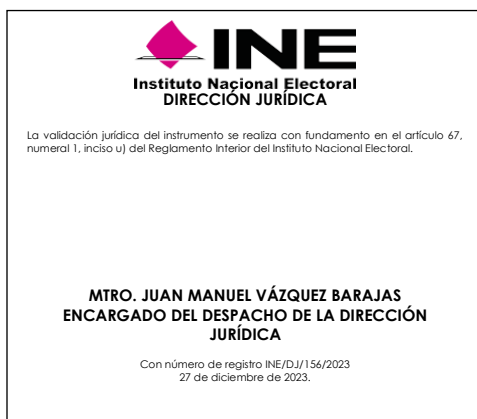 INE
Instituto Nacional Electoral
DIRECCIÓN JURÍDICA
La validación jurídica del instrumento se realiza con fundamento en el artículo 67,
numeral 1, inciso u) del Reglamento Interior del Instituto Nacional Electoral.
MTRO. JUAN MANUEL VÁZQUEZ BARAJAS
ENCARGADO DEL DESPACHO DE LA DIRECCIÓN
JURÍDICA
Con número de registro INE/DJ/156/2023
27 de diciembre de 2023.